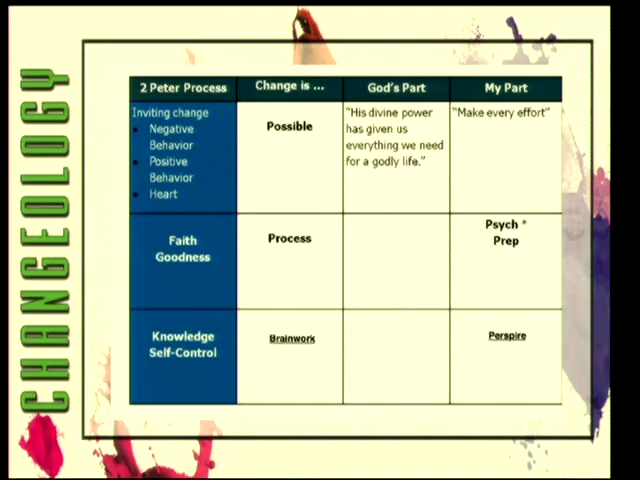 CHANGEOLOGY
2 Peter Process
Change is ...
God's Part
My Part
Inviting change
• Negative
Behavior
• Positive
Behavior
• Heart
Possible
"His divine power
has given us
everything we need
for a godly life."
"Make every effort"
Faith
Goodness
Process
Psych *
Prep
Knowledge
Self-Control
Brainwork
Perspire